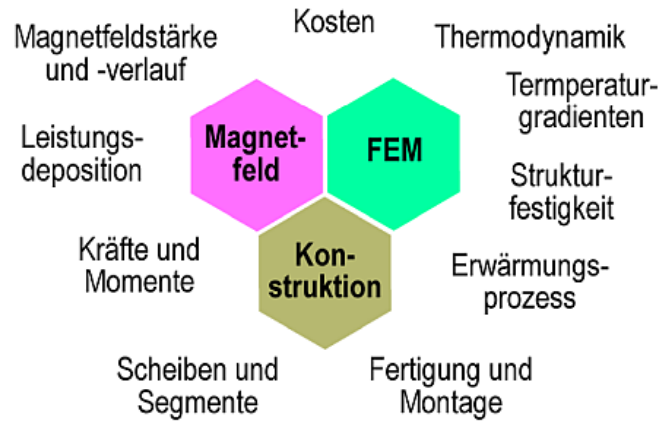 Kosten
Magnetfeldstärke
und -verlauf
Thermodynamik
Termperatur-
gradienten
Leistungs-
deposition
Magnet-
feld
FEM
Struktur-
festigkeit
Kräfte und
Momente
Kon-
struktion
Erwärmungs-
prozess
Scheiben und
Segmente
Fertigung und
Montage